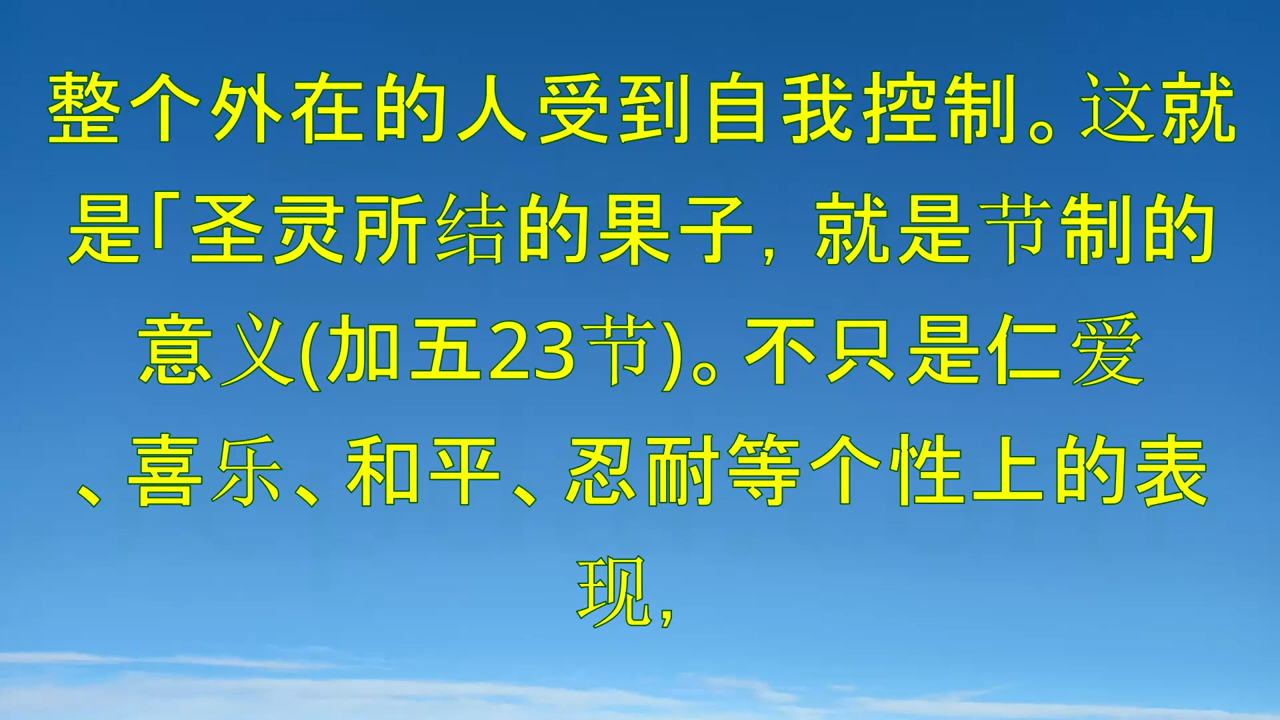 整个外在的人受到自我控制。这就
是「圣灵所结的果子，就是节制的
意义(加五23节)。不只是仁爱
、喜乐、和平、忍耐等个性上的表
现，